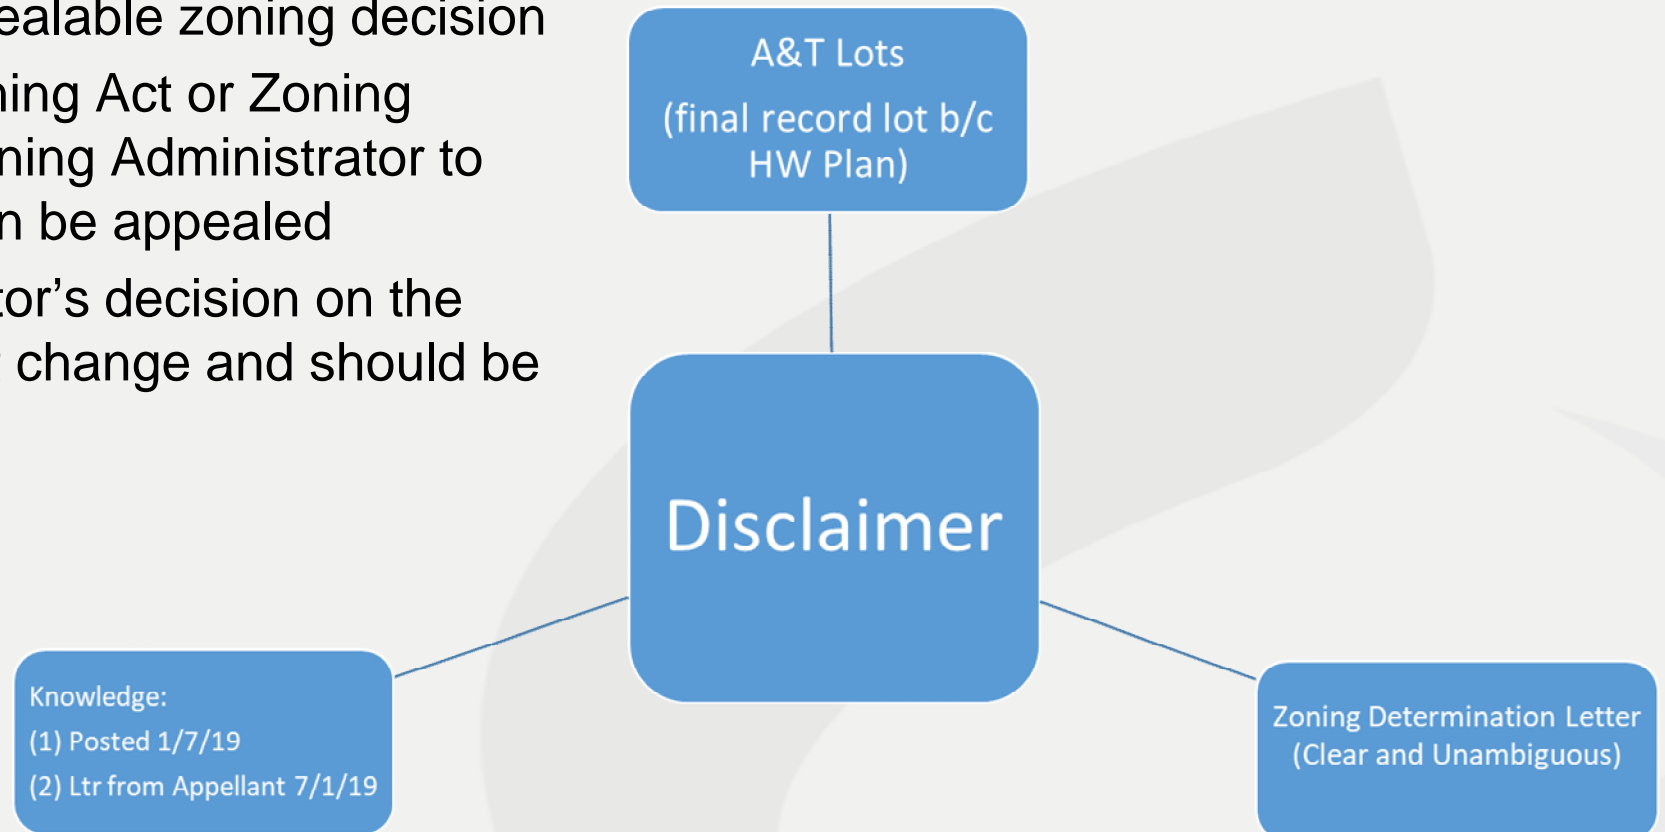 ealable zoning decision
ning Act or Zoning
ning Administrator to
n be appealed
tor’s decision on the
change and should be
A&T Lots
(final record lot b/c
HW Plan)
Disclaimer
Knowledge:
(1) Posted 1/7/19
(2) Ltr from Appellant 7/1/19
Zoning Determination Letter
(Clear and Unambiguous)